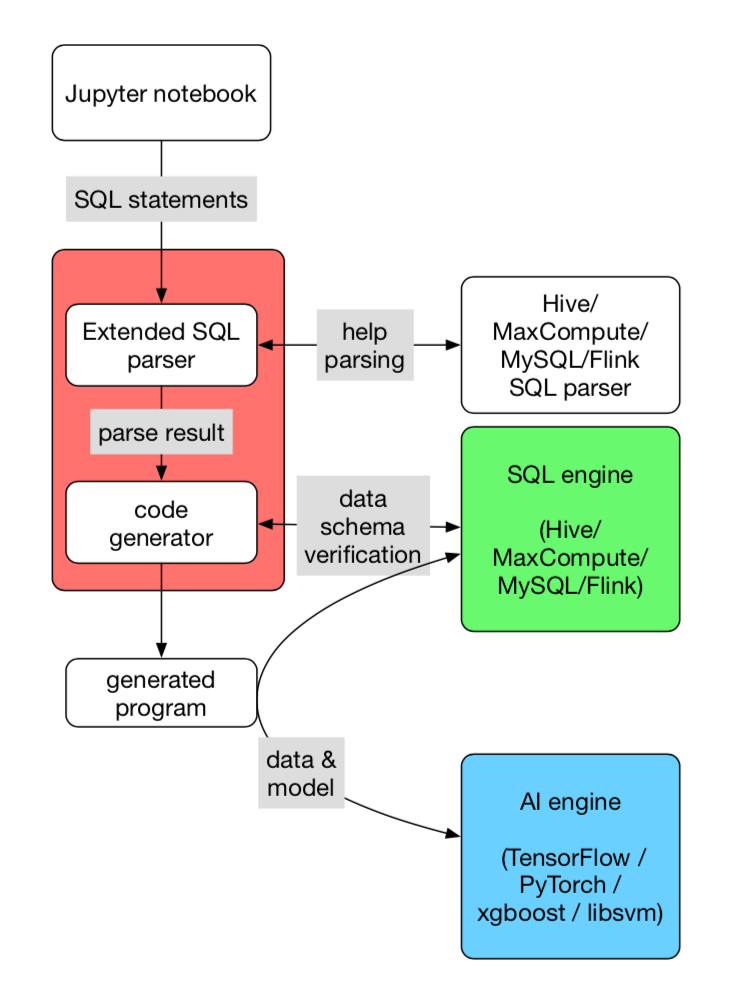 Jupyter notebook
SQL statements
Extended SQL
parser
help
parsing
Hive/
MaxCompute/
MySQL/Flink
SQL parser
parse result
code
generator
data
schema
verification
SQL engine
(Hive/
MaxCompute/
MySQL/Flink)
generated
program
data &
model
AI engine
(TensorFlow /
PyTorch /
xgboost / libsvm)